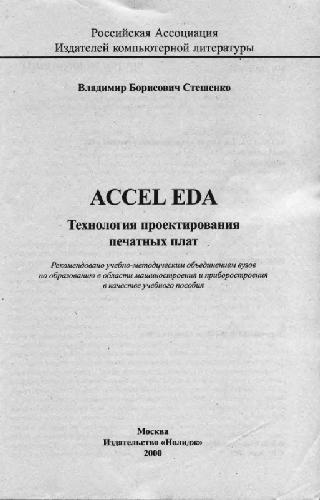 Российская Ассоциация
Издателей компьютерной литературы
Владимир Борисович Стешенко
ACCEL EDA
Технология проектирования
печатных плат
Рекомендовано учебно-методическим объединением вузов
по образованию в области машиностроения и приборостроения
в качестве учебного пособия
Москва
Издательство «Нолидж»
2000